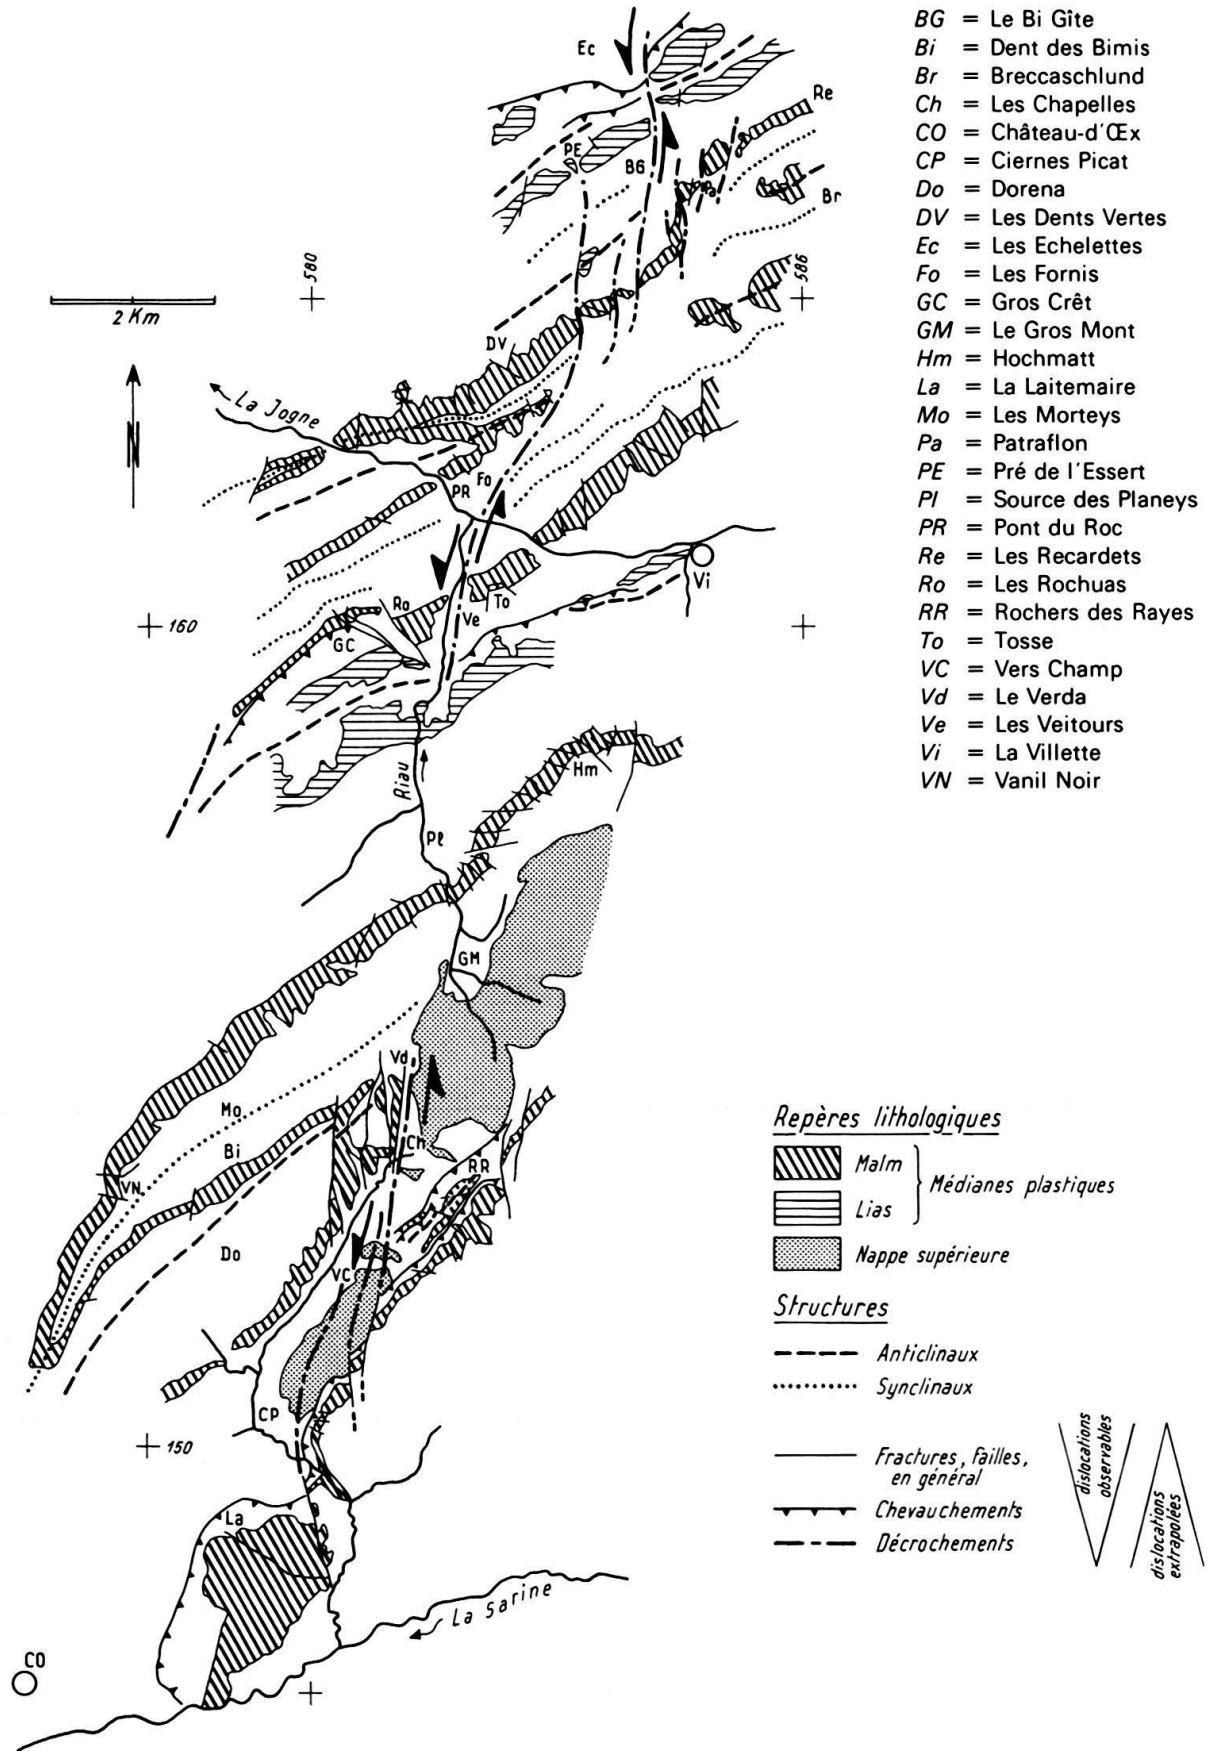 BG = Le Bi Gîte
Bi = Dent des Bimis
Br = Breccaschlund
Ch = Les Chapelles
CO = Château-d'Œx
CP = Ciernes Picat
Do = Dorena
DV = Les Dents Vertes
Ec = Les Echelettes
Fo = Les Fornis
GC = Gros Crêt
GM = Le Gros Mont
Hm = Hochmatt
La = La Laitemaire
Mo = Les Morteys
Pa = Patraflon
PE = Pré de l'Essert
Pl = Source des Planeys
PR = Pont du Roc
Re = Les Recardets
Ro = Les Rochuas
RR = Rochers des Rayes
To = Tosse
VC = Vers Champ
Vd = Le Verda
Ve = Les Veitours
Vi = La Villette
VN = Vanil Noir
Ec
Re
PE
BG
Pa
Br
580
586
2 Km
DV
La Jogne
N
Fo
PR
Vi
Ro
To
Ve
160
GC
Hm
Riau
Pl
GM
Vd
Mo
Bi
Ch
RR
VN
Do
VC
CP
150
La
La Sarine
CO
Repères lithologiques
Malm
Lias
Médianes plastiques
Nappe supérieure
Structures
Anticlinaux
Synclinaux
Fractures, failles,
en général
Chevauchements
Décrochements
dislocations
observables
dislocations
extrapolées